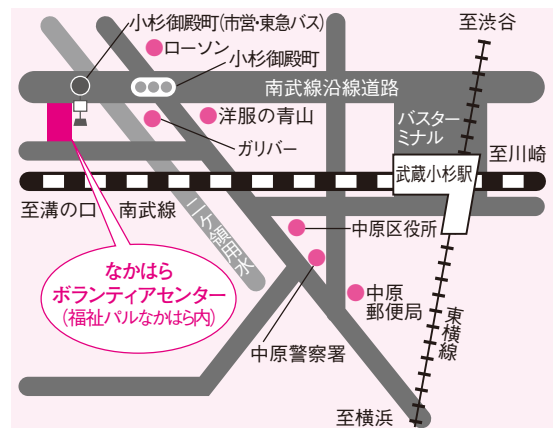 小杉御殿町(市営・東急バス)
至渋谷
ローソン
小杉御殿町
南武線沿線道路
洋服の青山
バスター
ミナル
ガリバー
武蔵小杉駅
至川崎
至溝の口
南武線
二ヶ領用水
中原区役所
なかはら
ボランティアセンター
(福祉パルなかはら内)
中原
郵便局
東横線
中原警察署
至横浜